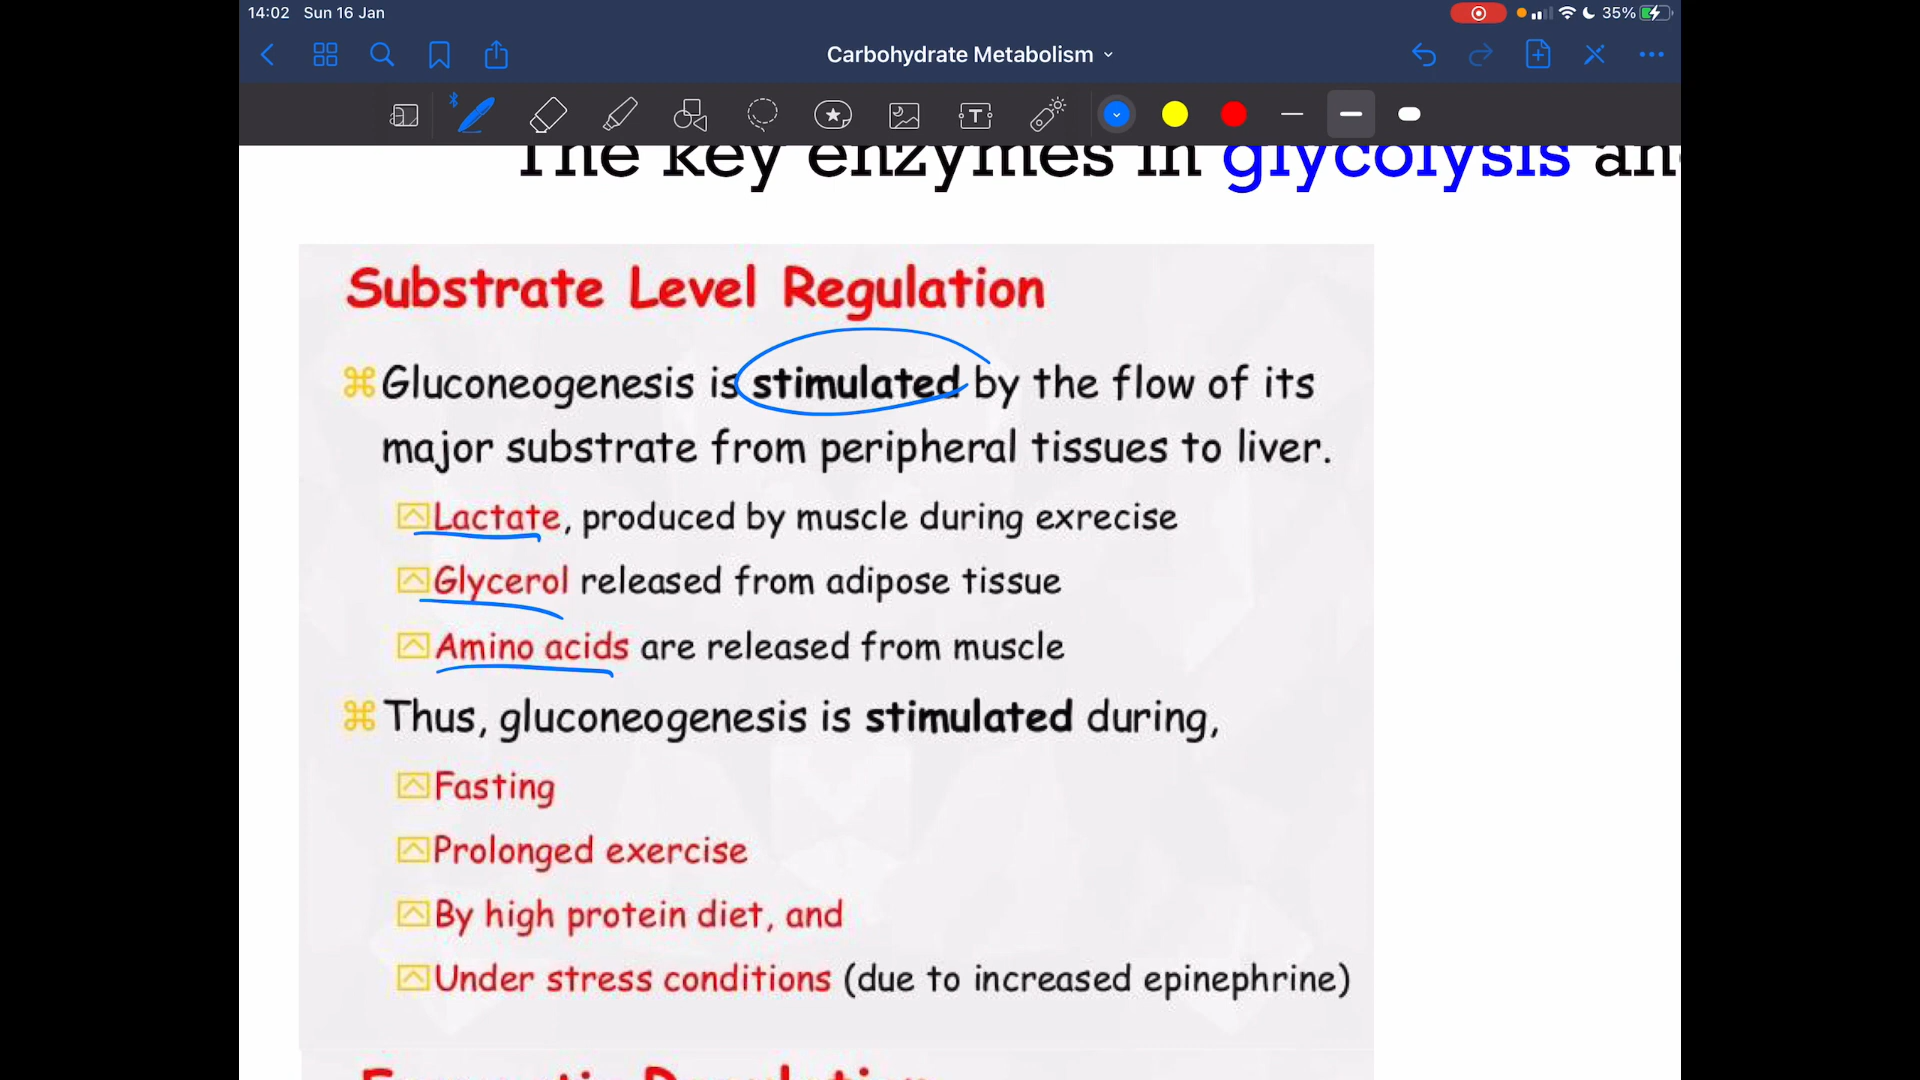 14:02 Sun 16 Jan
35%
Carbohydrate Metabolism
T
The key enzymes in glycolysis an
Substrate Level Regulation
Gluconeogenesis is stimulated by the flow of its
major substrate from peripheral tissues to liver.
Lactate, produced by muscle during exrecise
Glycerol released from adipose tissue
Amino acids are released from muscle
Thus, gluconeogenesis is stimulated during,
Fasting
Prolonged exercise
By high protein diet, and
Under stress conditions (due to increased epinephrine)